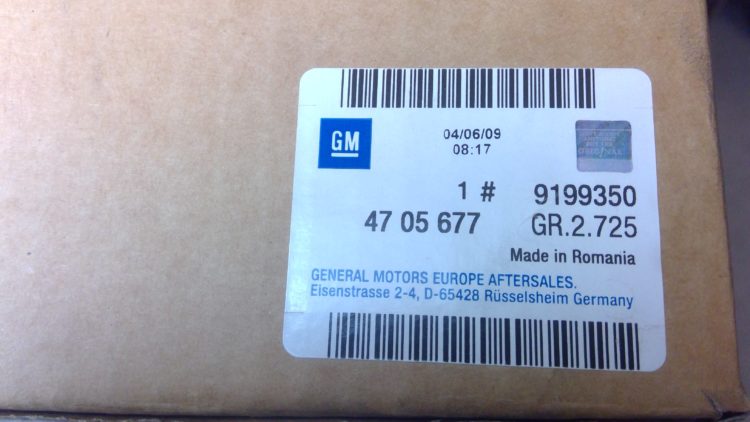 GM
04/06/09
08:17
1 # 9199350
47 05 677 GR.2.725
Made in Romania
GENERAL MOTORS EUROPE AFTERSALES.
Eisenstrasse 2-4, D-65428 Rüsselsheim Germany